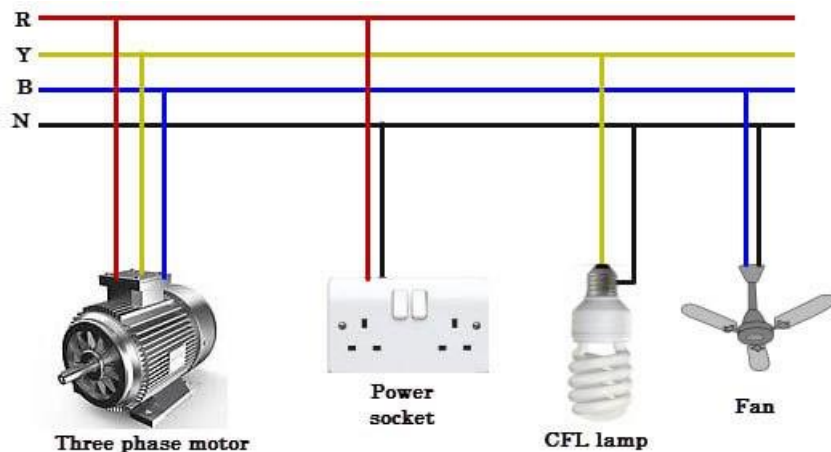 R
Y
B
N
Three phase motor
Power
socket
CFL lamp
Fan